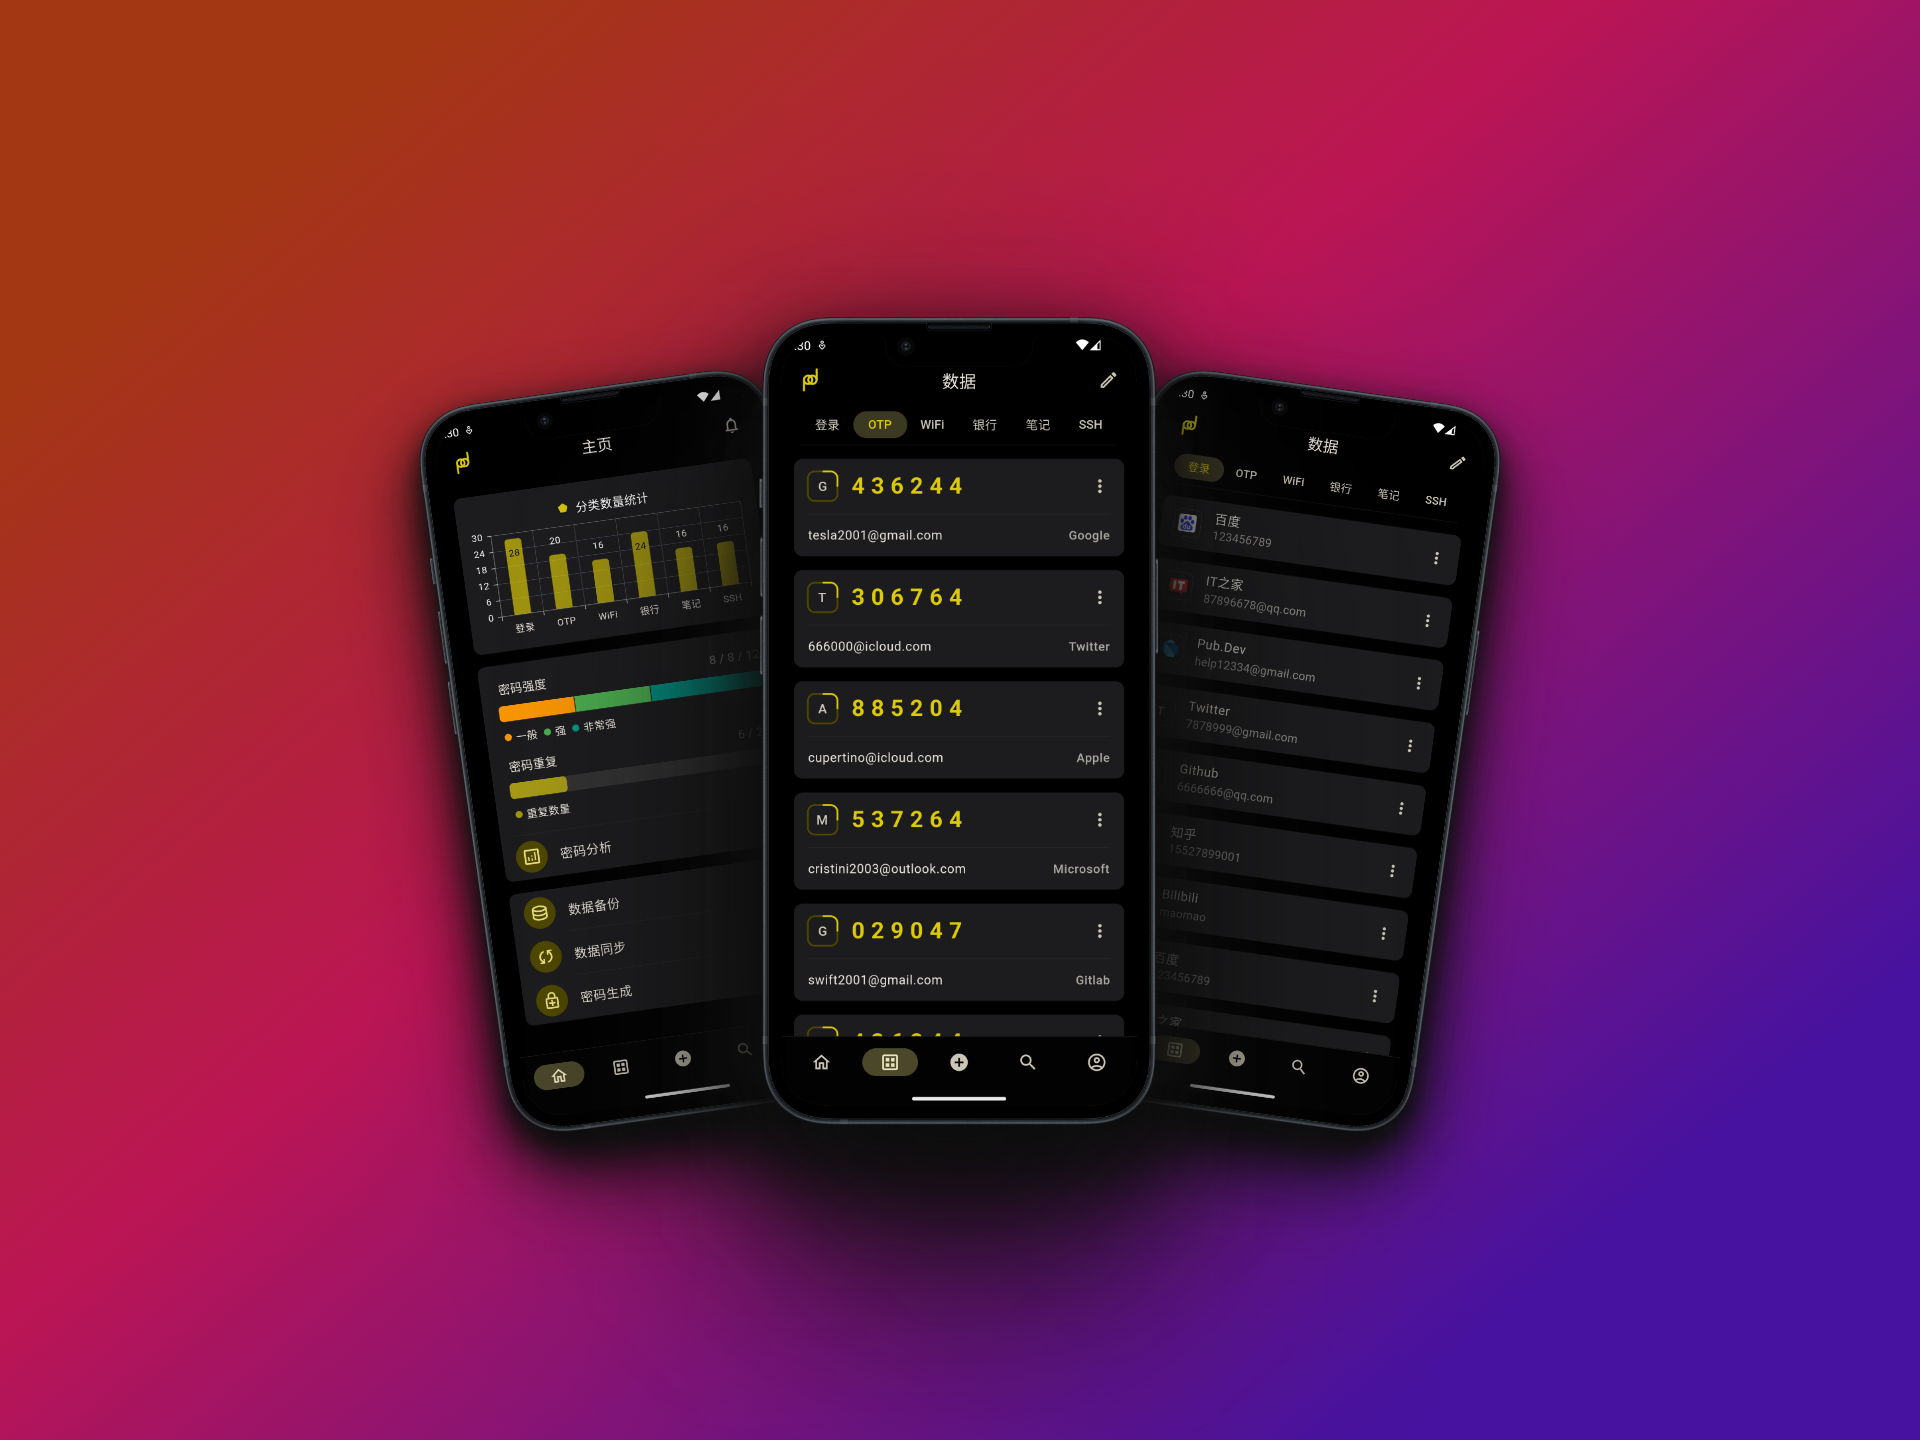 :30
主页
分类数量统计
30
24
18
12
6
0
28
20
16
24
16
16
登录
OTP
WiFi
银行
笔记
SSH
8 / 8 / 12
密码强度
一般
强
非常强
6 /
密码重复
重复数量
密码分析
数据备份
数据同步
密码生成
:30
数据
登录 OTP WiFi 银行 笔记 SSH
G 436244
tesla2001@gmail.com Google
T 306764
666000@icloud.com Twitter
A 885204
cupertino@icloud.com Apple
M 537264
cristini2003@outlook.com Microsoft
G 029047
swift2001@gmail.com Gitlab
:30
数据
登录 OTP WiFi 银行 笔记 SSH
du
百度
123456789
IT
IT之家
87896678@qq.com
Pub.Dev
help12334@gmail.com
T
Twitter
7878999@gmail.com
Github
6666666@qq.com
知乎
15527899001
Bilibili
maomao
百度
23456789
之家